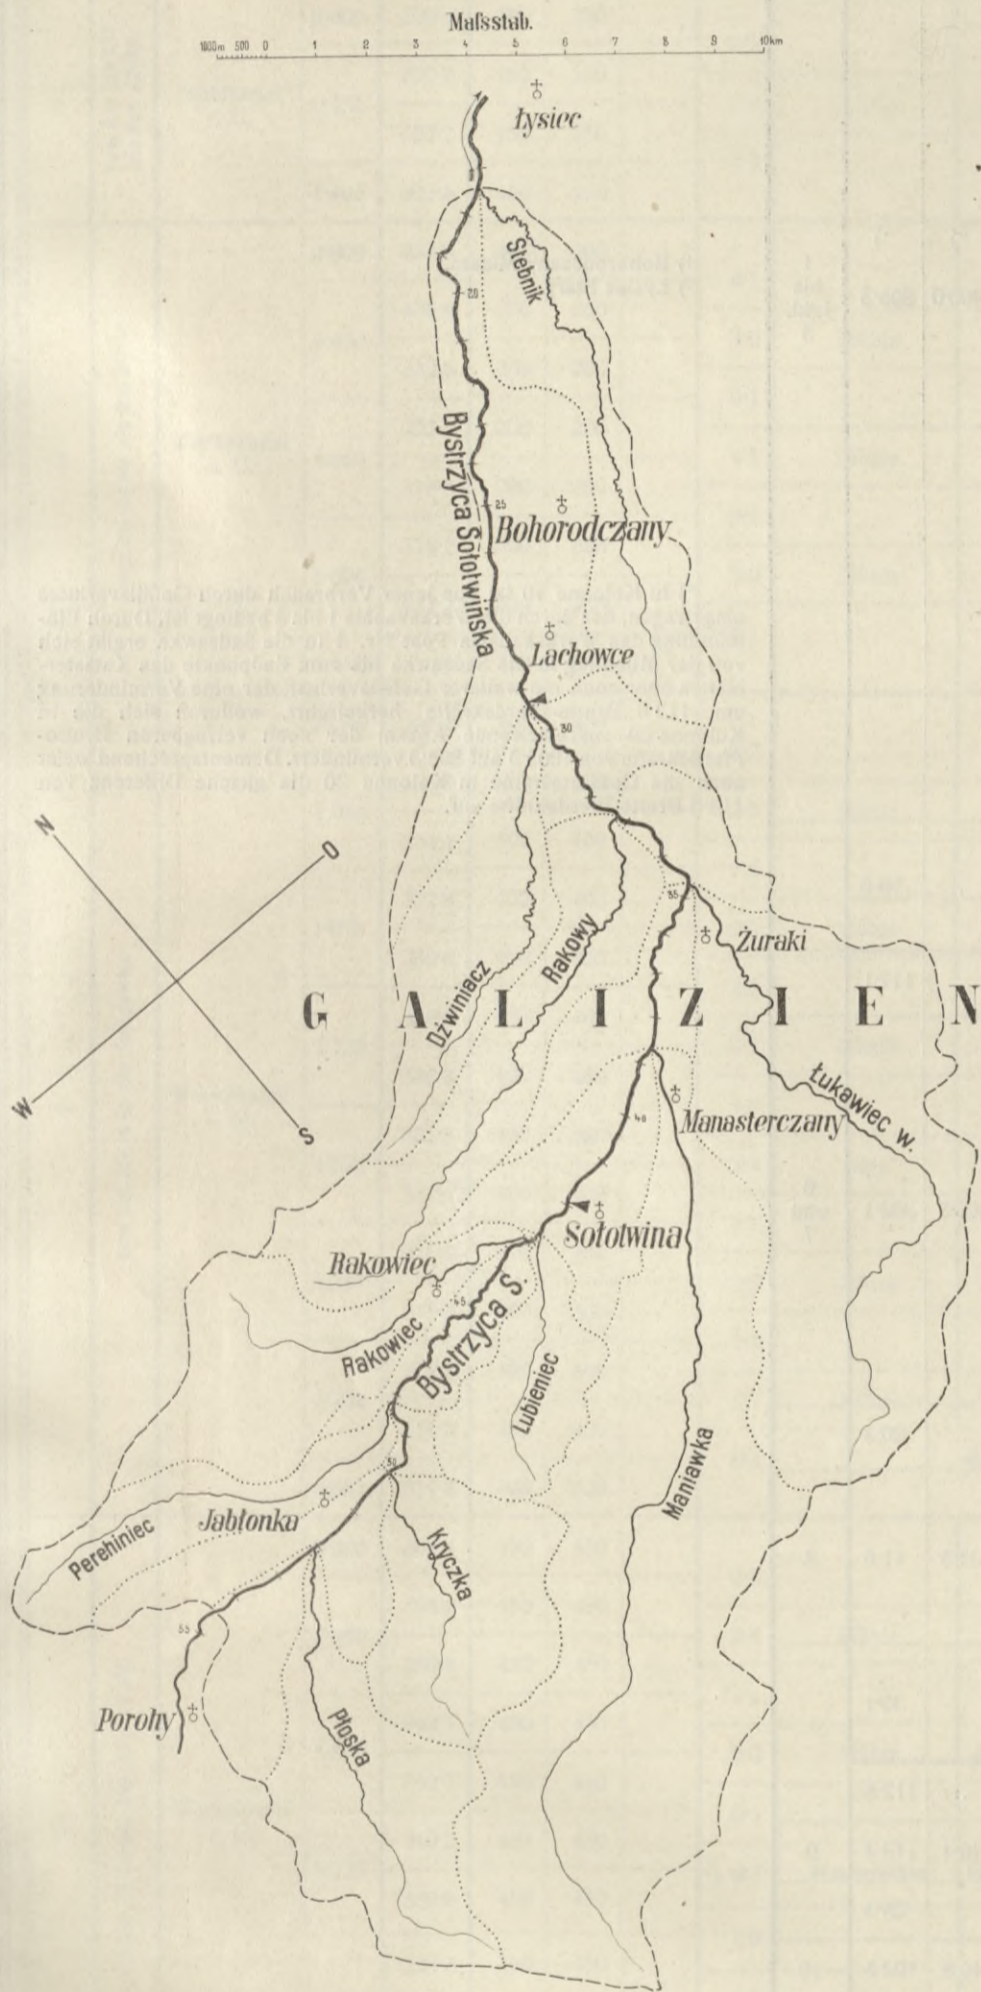 Maſsstab.
1000m 500 0 1 2 3 4 5 6 7 8 9 10km
Łysiec
Stebnik
20
Bystrzyca Sołotwińska
25
Bohorodczany
Lachowce
30
N
O
W
S
35
Żuraki
Rakowy
Dźwiniacz
GALIZIEN
Łukawiec w.
40
Manasterczany
Sołotwina
Rakowiec
45
Bystrzyca S.
Rakowiec
Lubieniec
Maniawka
50
Jabłonka
Perehiniec
Kryczka
55
Porohy
Płoska